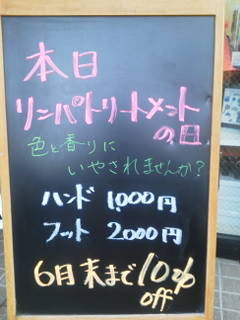 本日
リンパトリートメント
の日
色と香りに
いやされませんか?
ハンド 1,000円
フット 2000円
6月末まで10%
off